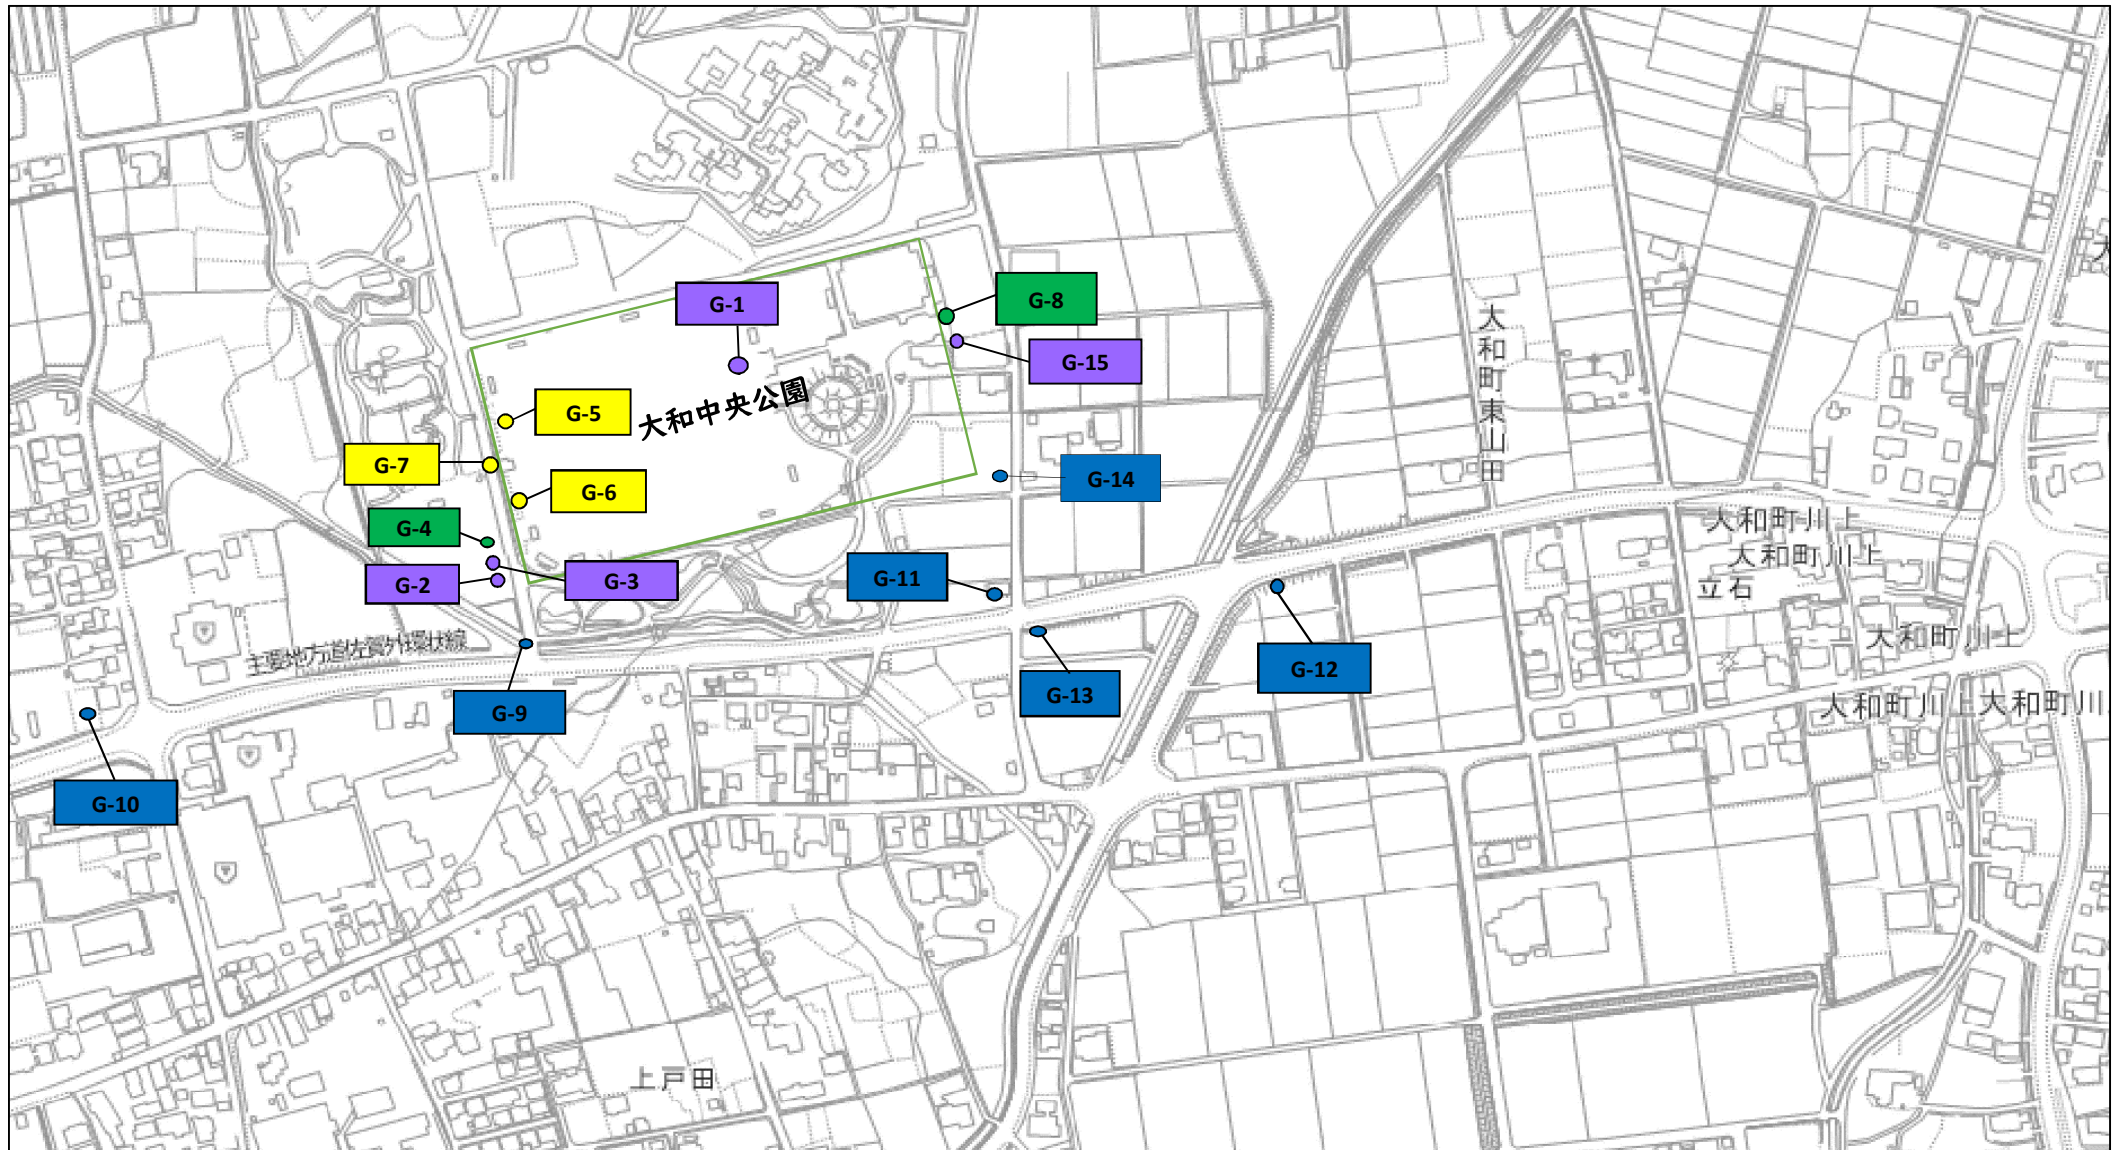 G-1
G-8
G-15
大和町東山田
G-5
大和中央公園
G-7
G-6
G-14
G-4
大和町川上
大和町川上
立石
G-11
G-2
G-3
大和町川上
主要地方道佐賀外環状線
G-12
G-13
G-9
大和町川上
大和町川
G-10
上戸田